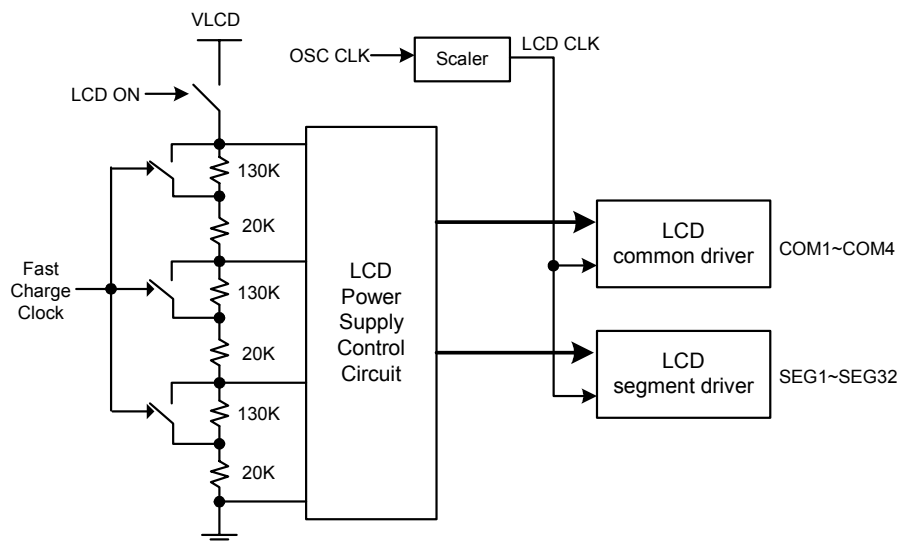 VLCD
OSC CLK
Scaler
LCD CLK
LCD ON
130K
20K
130K
20K
130K
20K
Fast
Charge
Clock
LCD
Power
Supply
Control
Circuit
LCD
common driver
COM1~COM4
LCD
segment driver
SEG1~SEG32